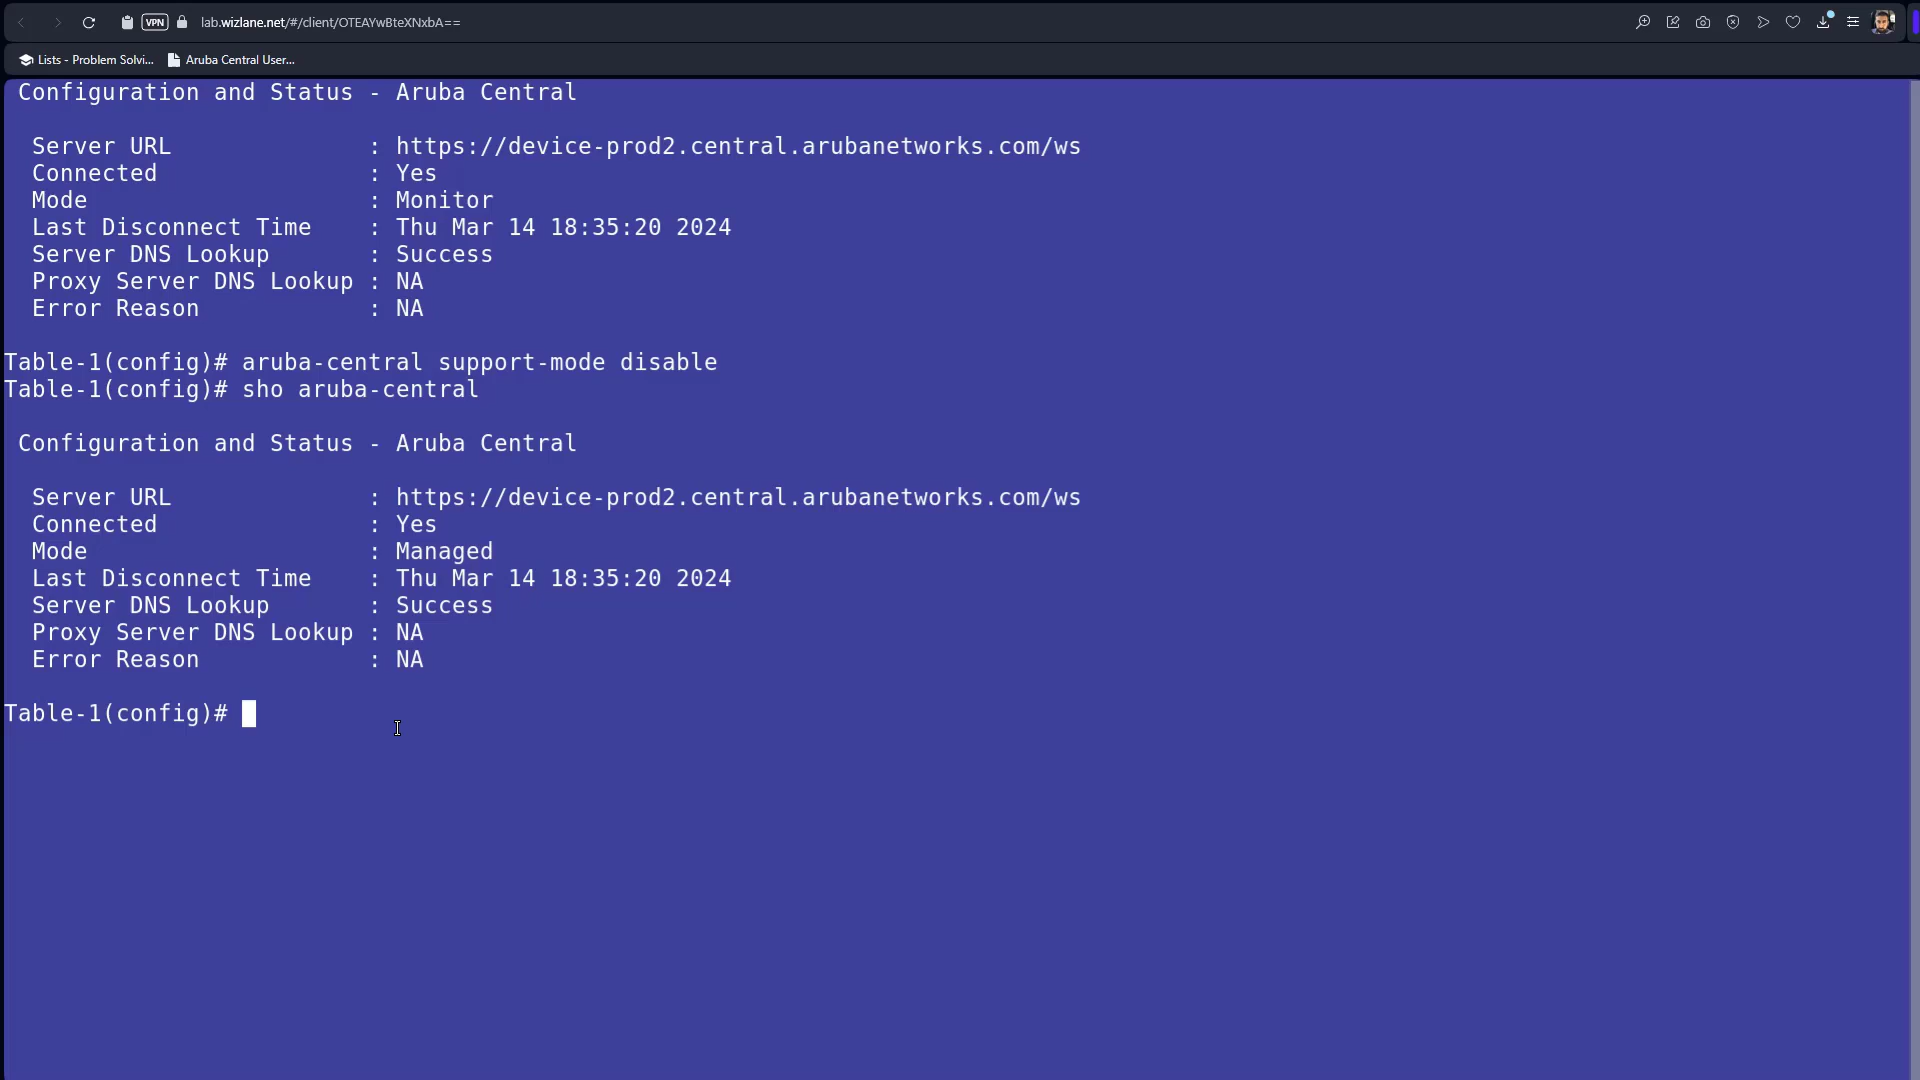 VPN
lab.wizlane.net/#/client/OTEAYwBteXNxbA==
Lists - Problem Solvi... Aruba Central User...
Configuration and Status - Aruba Central
Server URL : https://device-prod2.central.arubanetworks.com/ws
Connected : Yes
Mode : Monitor
Last Disconnect Time : Thu Mar 14 18:35:20 2024
Server DNS Lookup : Success
Proxy Server DNS Lookup : NA
Error Reason : NA
Table-1(config)# aruba-central support-mode disable
Table-1(config)# sho aruba-central
Configuration and Status - Aruba Central
Server URL : https://device-prod2.central.arubanetworks.com/ws
Connected : Yes
Mode : Managed
Last Disconnect Time : Thu Mar 14 18:35:20 2024
Server DNS Lookup : Success
Proxy Server DNS Lookup : NA
Error Reason : NA
Table-1(config)#